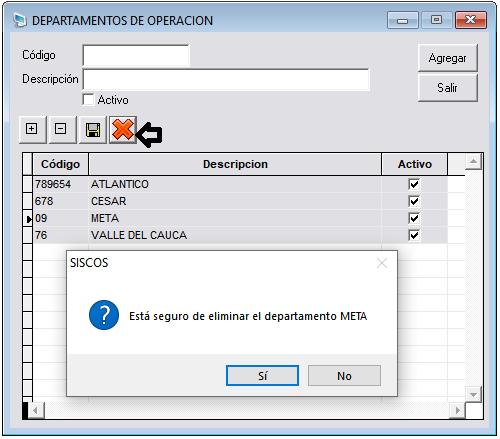 DEPARTAMENTOS DE OPERACION
Código
Agregar
Descripción
Salir
Activo
Código Descripcion Activo
789654 ATLANTICO
678 CESAR
09 META
76 VALLE DEL CAUCA
SISCOS
Está seguro de eliminar el departamento META
Sí No